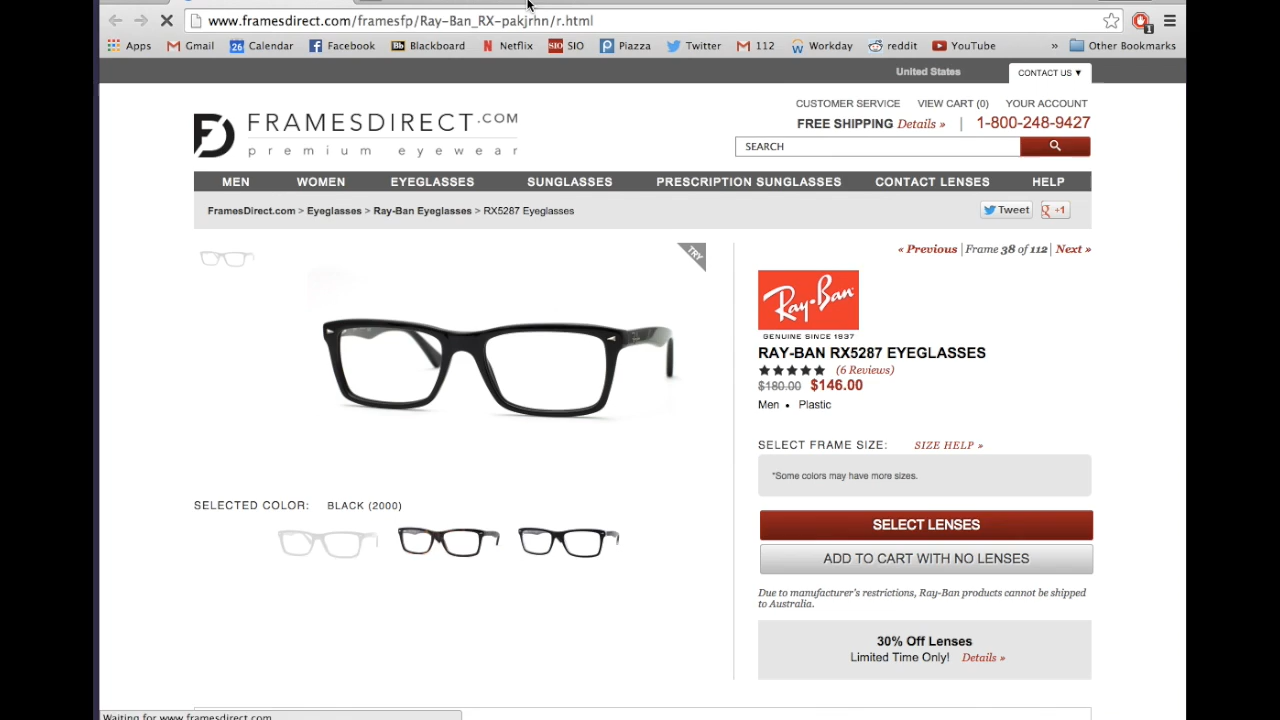 www.framesdirect.com/framesfp/Ray-Ban_RX-pakjrhn/r.html
1
Apps Gmail 26 Calendar Facebook Bb Blackboard Netflix SIO SIO Piazza Twitter 112 Workday reddit YouTube » Other Bookmarks
United States CONTACT US ▼
CUSTOMER SERVICE VIEW CART (0) YOUR ACCOUNT
FRAMESDIRECT.COM
premium eyewear
FREE SHIPPING Details » | 1-800-248-9427
SEARCH
MEN WOMEN EYEGLASSES SUNGLASSES PRESCRIPTION SUNGLASSES CONTACT LENSES HELP
FramesDirect.com > Eyeglasses > Ray-Ban Eyeglasses > RX5287 Eyeglasses
Tweet g +1
TRY
« Previous | Frame 38 of 112 | Next »
Ray-Ban
GENUINE SINCE 1937
RAY-BAN RX5287 EYEGLASSES
★★★★★ (6 Reviews)
$180.00 $146.00
Men • Plastic
SELECT FRAME SIZE: SIZE HELP »
*Some colors may have more sizes.
SELECTED COLOR: BLACK (2000)
SELECT LENSES
ADD TO CART WITH NO LENSES
Due to manufacturer's restrictions, Ray-Ban products cannot be shipped
to Australia.
30% Off Lenses
Limited Time Only! Details »
Waiting for www.framesdirect.com